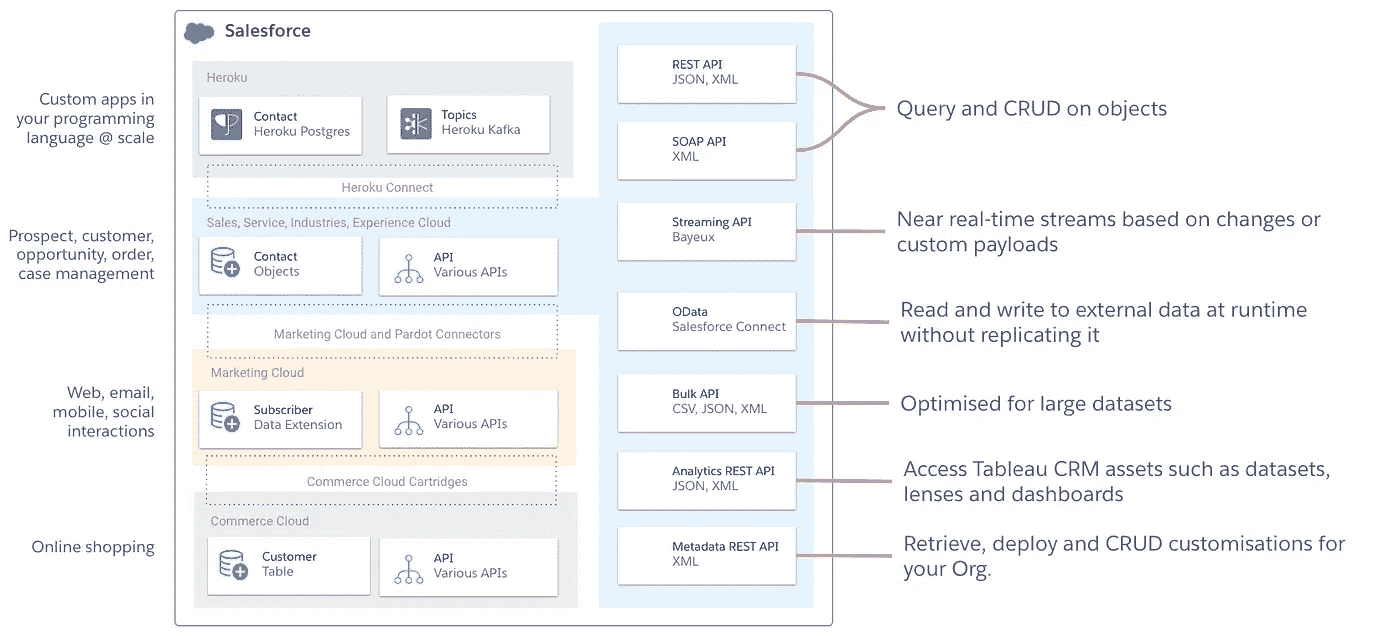 Salesforce
Custom apps in
your programming
language @ scale
Heroku
Contact
Heroku Postgres
Topics
Heroku Kafka
Heroku Connect
Prospect, customer,
opportunity, order,
case management
Sales, Service, Industries, Experience Cloud
Contact
Objects
API
Various APIs
Marketing Cloud and Pardot Connectors
Web, email,
mobile, social
interactions
Marketing Cloud
Subscriber
Data Extension
API
Various APIs
Commerce Cloud Cartridges
Online shopping
Commerce Cloud
Customer
Table
API
Various APIs
REST API
JSON, XML
SOAP API
XML
Query and CRUD on objects
Streaming API
Bayeux
Near real-time streams based on changes or
custom payloads
OData
Salesforce Connect
Read and write to external data at runtime
without replicating it
Bulk API
CSV, JSON, XML
Optimised for large datasets
Analytics REST API
JSON, XML
Access Tableau CRM assets such as datasets,
lenses and dashboards
Metadata REST API
XML
Retrieve, deploy and CRUD customisations for
your Org.